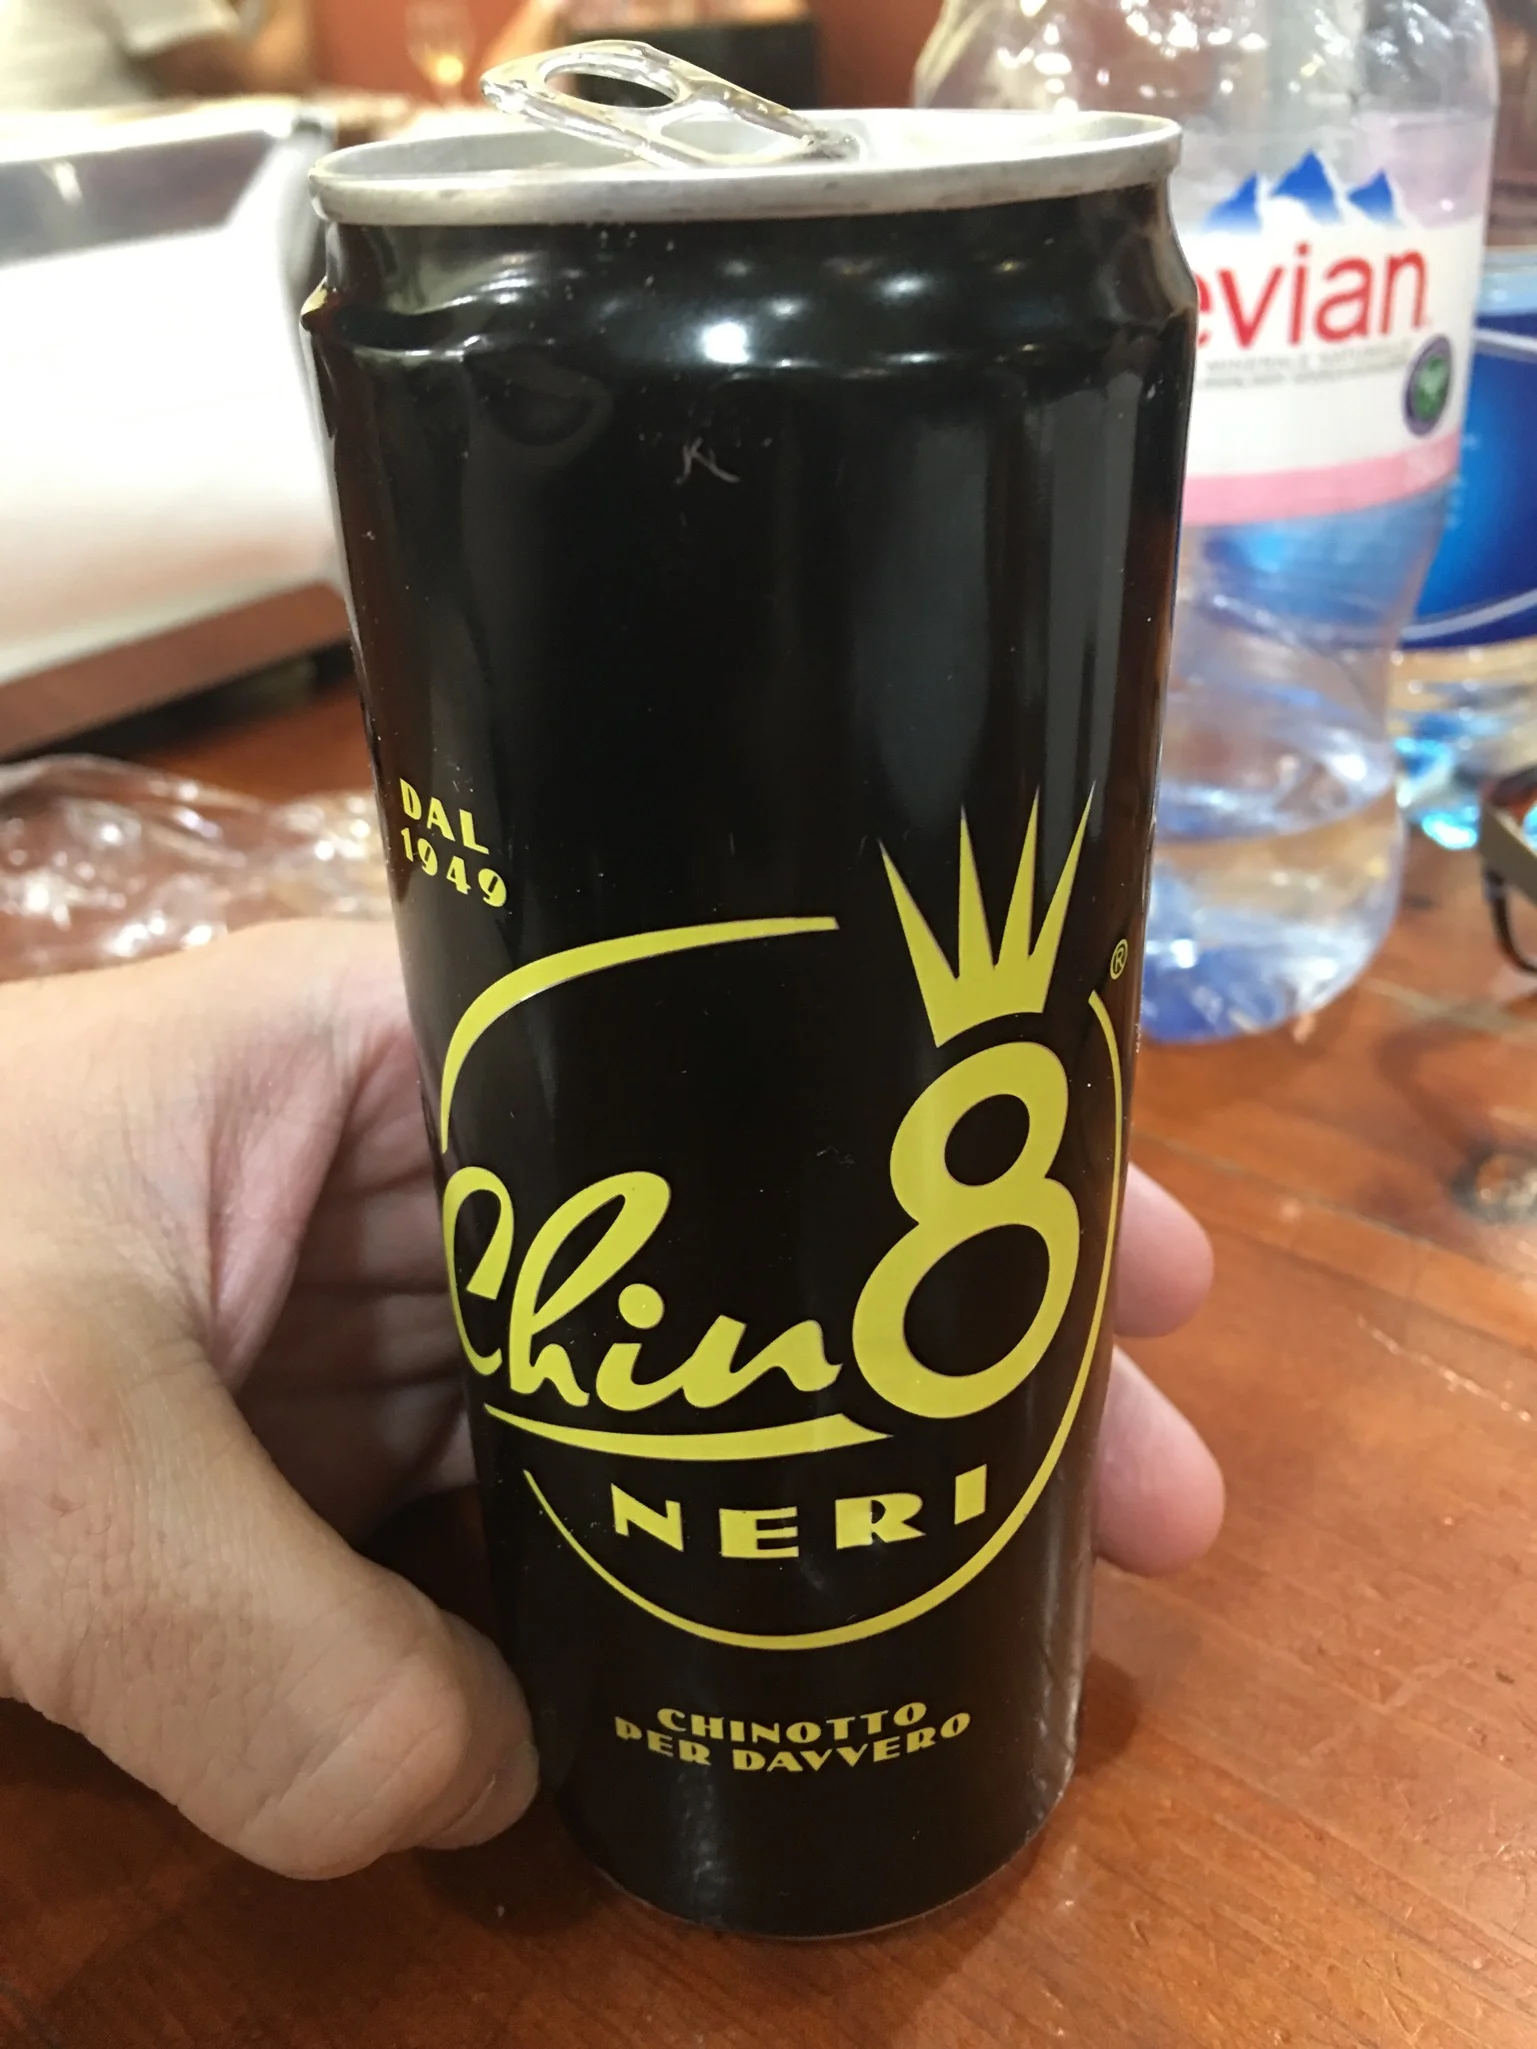 DAL
1949
Chin8
®
NERI
CHINOTTO
PER DAVVERO
evian